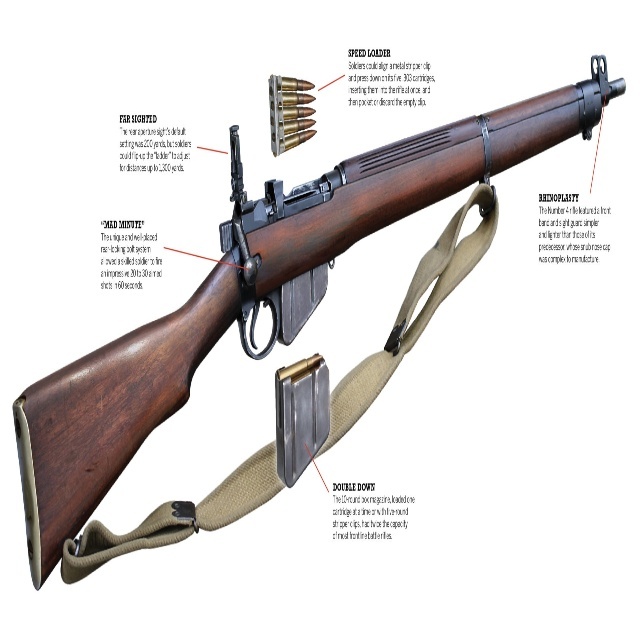 SPEED LOADER
Soldiers could align a metal stripper clip
and press down on its five .303 cartridges,
inserting them into the rifle at once, and
then pocket or discard the empty clip.
FAR SIGHTED
The rear aperture sight's default
setting was 200 yards, but soldiers
could flip up the "ladder" to adjust
for distances up to 1,300 yards.
"MAD MINUTE"
The unique and well-placed
rear-locking bolt system
allowed a skilled soldier to fire
an impressive 20 to 30 aimed
shots in 60 seconds.
RHINOPLASTY
The Number 4 rifle featured a front
band and sight guard simpler
and lighter than those of its
predecessor, whose snub nose cap
was complex to manufacture.
DOUBLE DOWN
The 10-round box magazine, loaded one
cartridge at a time or with five-round
stripper clips, had twice the capacity
of most frontline battle rifles.